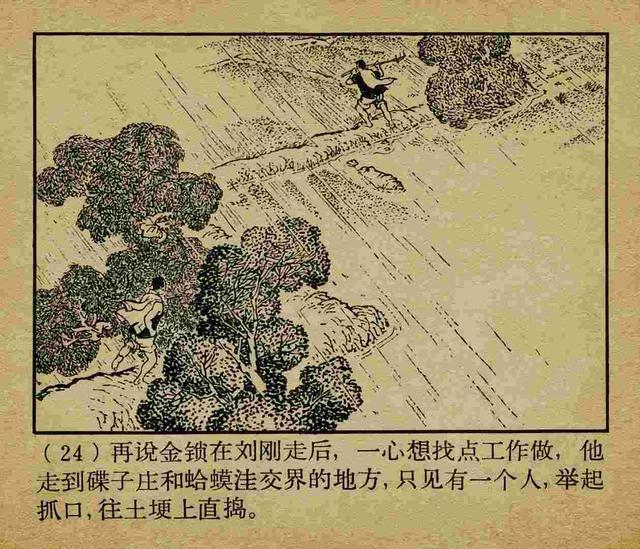 (24) 再说金锁在刘刚走后，一心想找点工作做，他
走到碟子庄和蛤蟆洼交界的地方，只见有一个人，举起
抓口，往土埂上直捣。